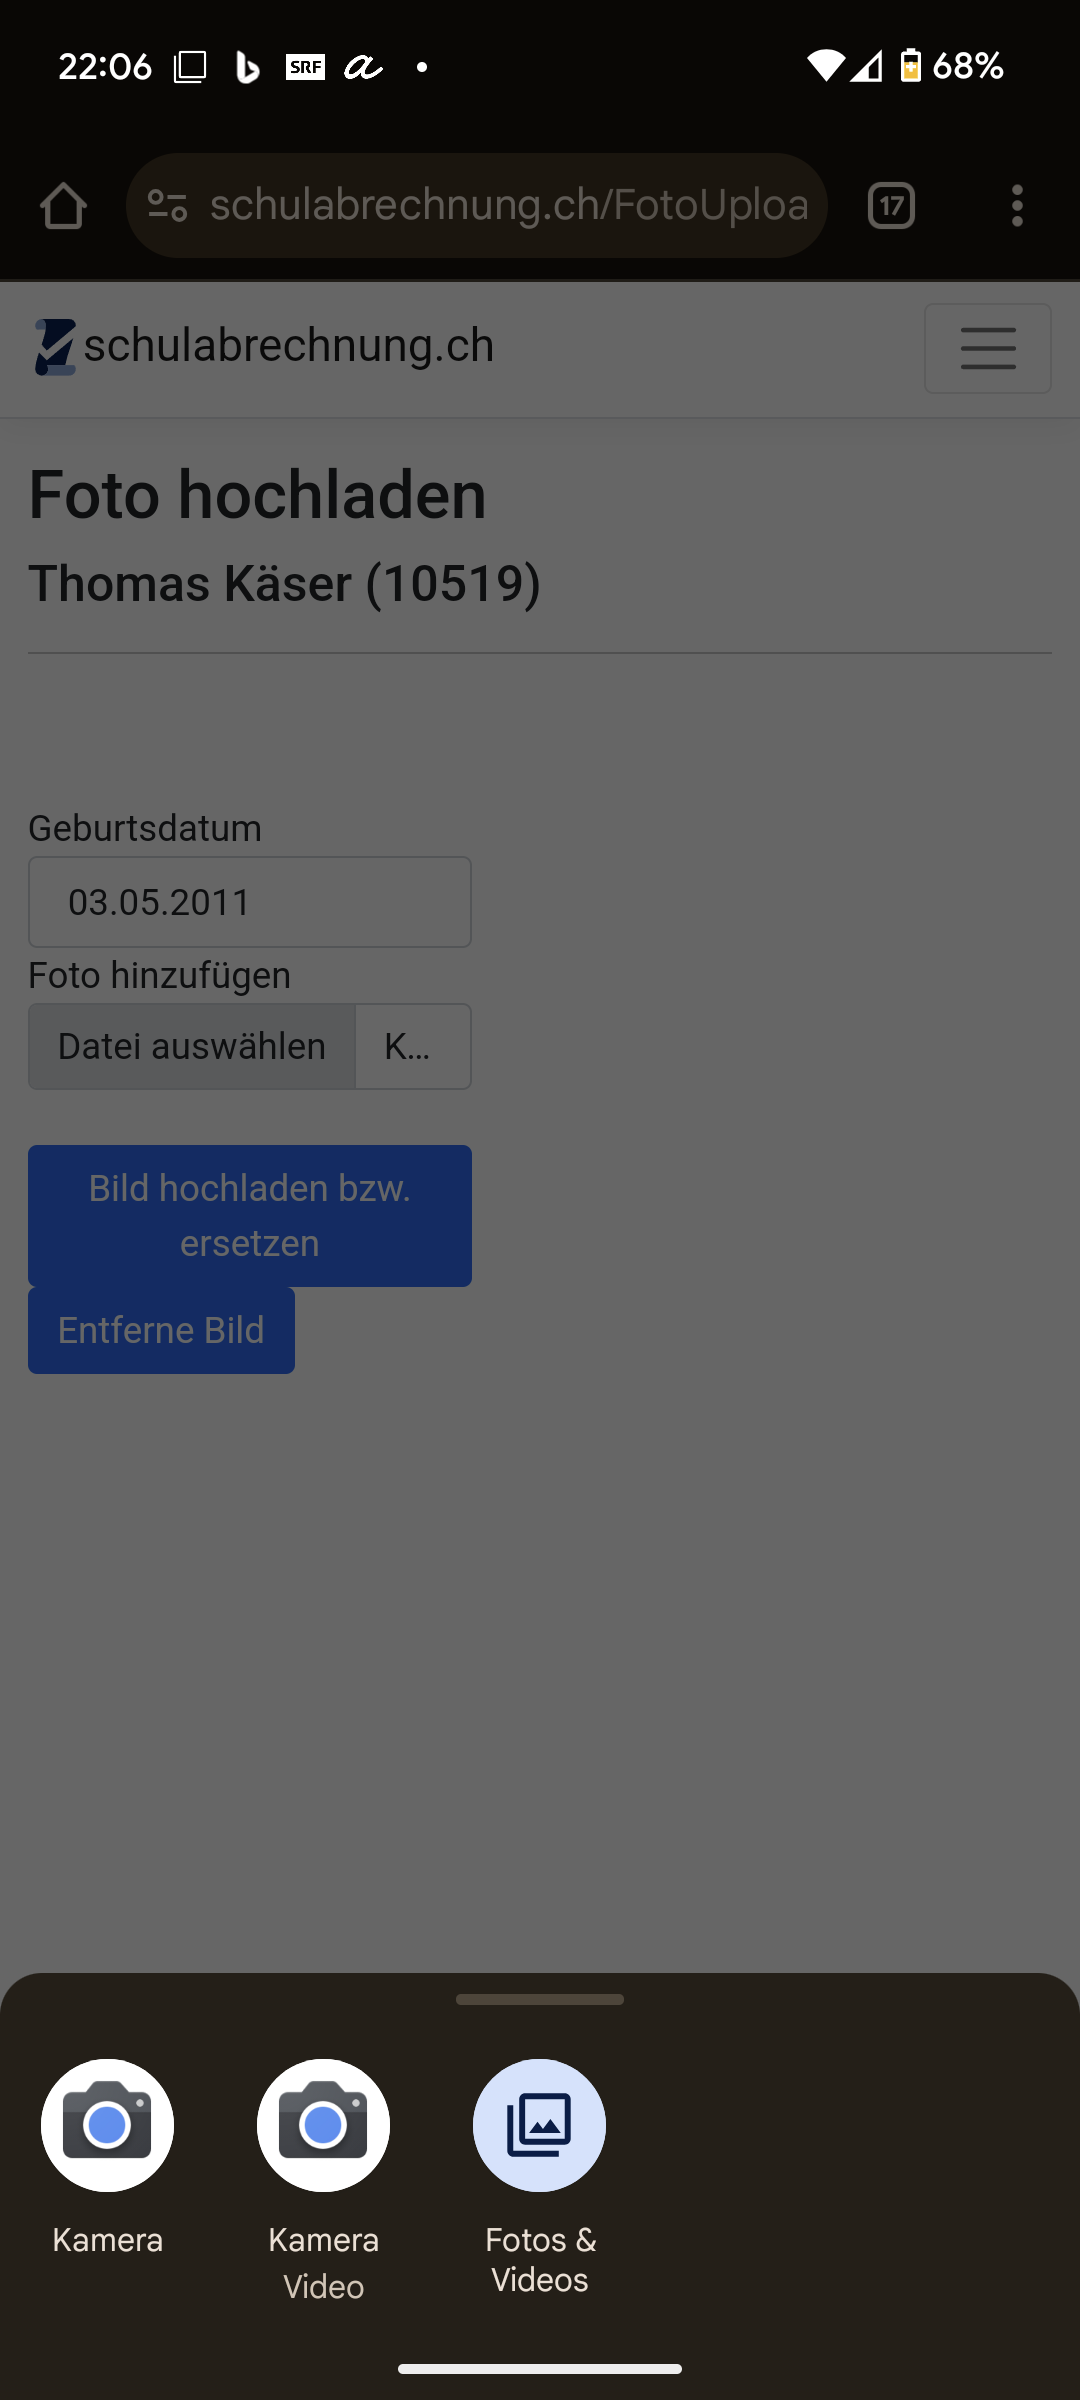 22:06 SRF 68%
schulabrechnung.ch/FotoUploa 17
schulabrechnung.ch
Foto hochladen
Thomas Käser (10519)
Geburtsdatum
03.05.2011
Foto hinzufügen
Datei auswählen K...
Bild hochladen bzw.
ersetzen
Entferne Bild
Kamera Kamera Fotos &
Video Videos